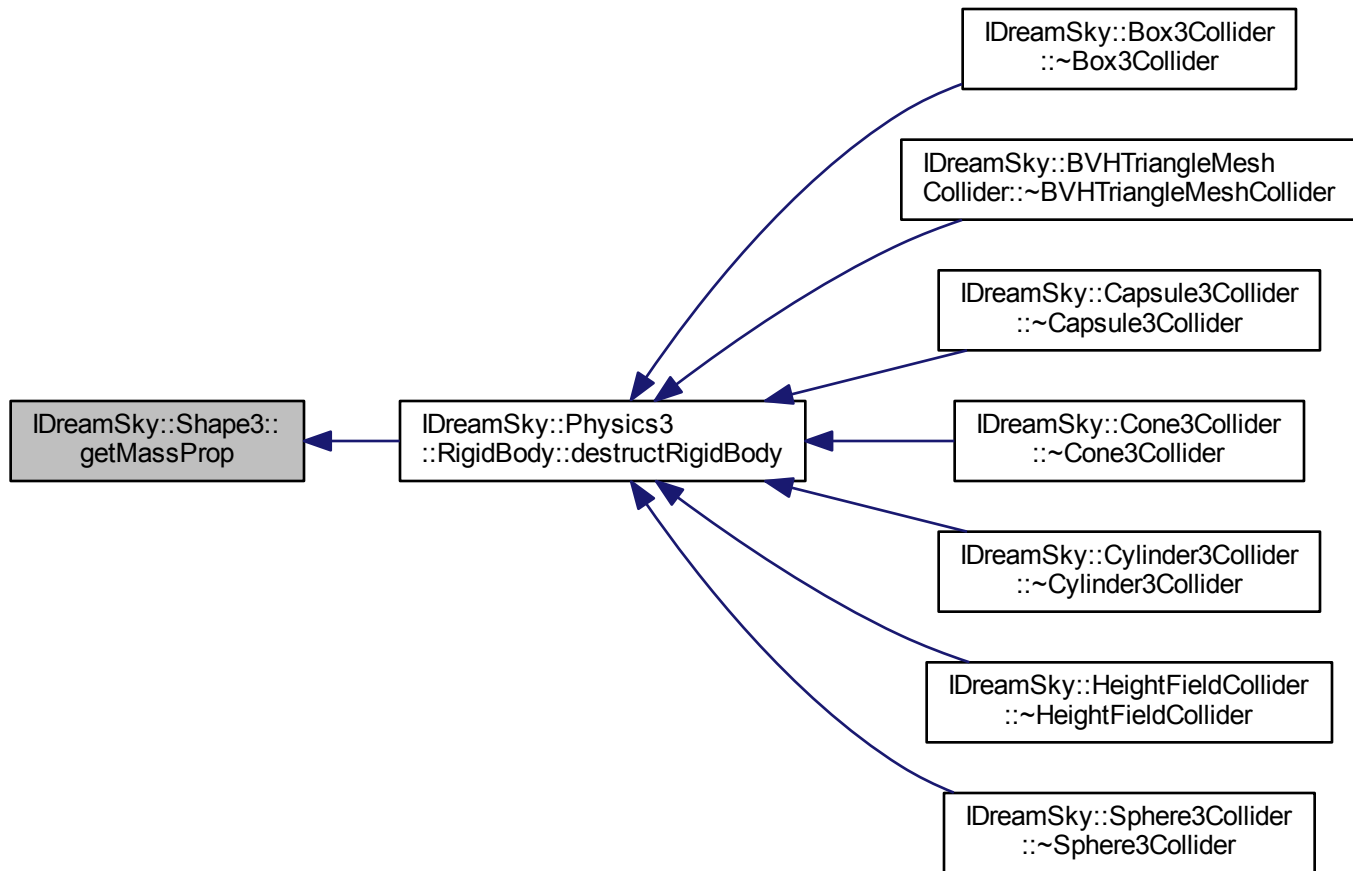 IDreamSky::Box3Collider
::~Box3Collider
IDreamSky::BVHTriangleMesh
Collider::~BVHTriangleMeshCollider
IDreamSky::Capsule3Collider
::~Capsule3Collider
IDreamSky::Shape3::
getMassProp
IDreamSky::Physics3
::RigidBody::destructRigidBody
IDreamSky::Cone3Collider
::~Cone3Collider
IDreamSky::Cylinder3Collider
::~Cylinder3Collider
IDreamSky::HeightFieldCollider
::~HeightFieldCollider
IDreamSky::Sphere3Collider
::~Sphere3Collider